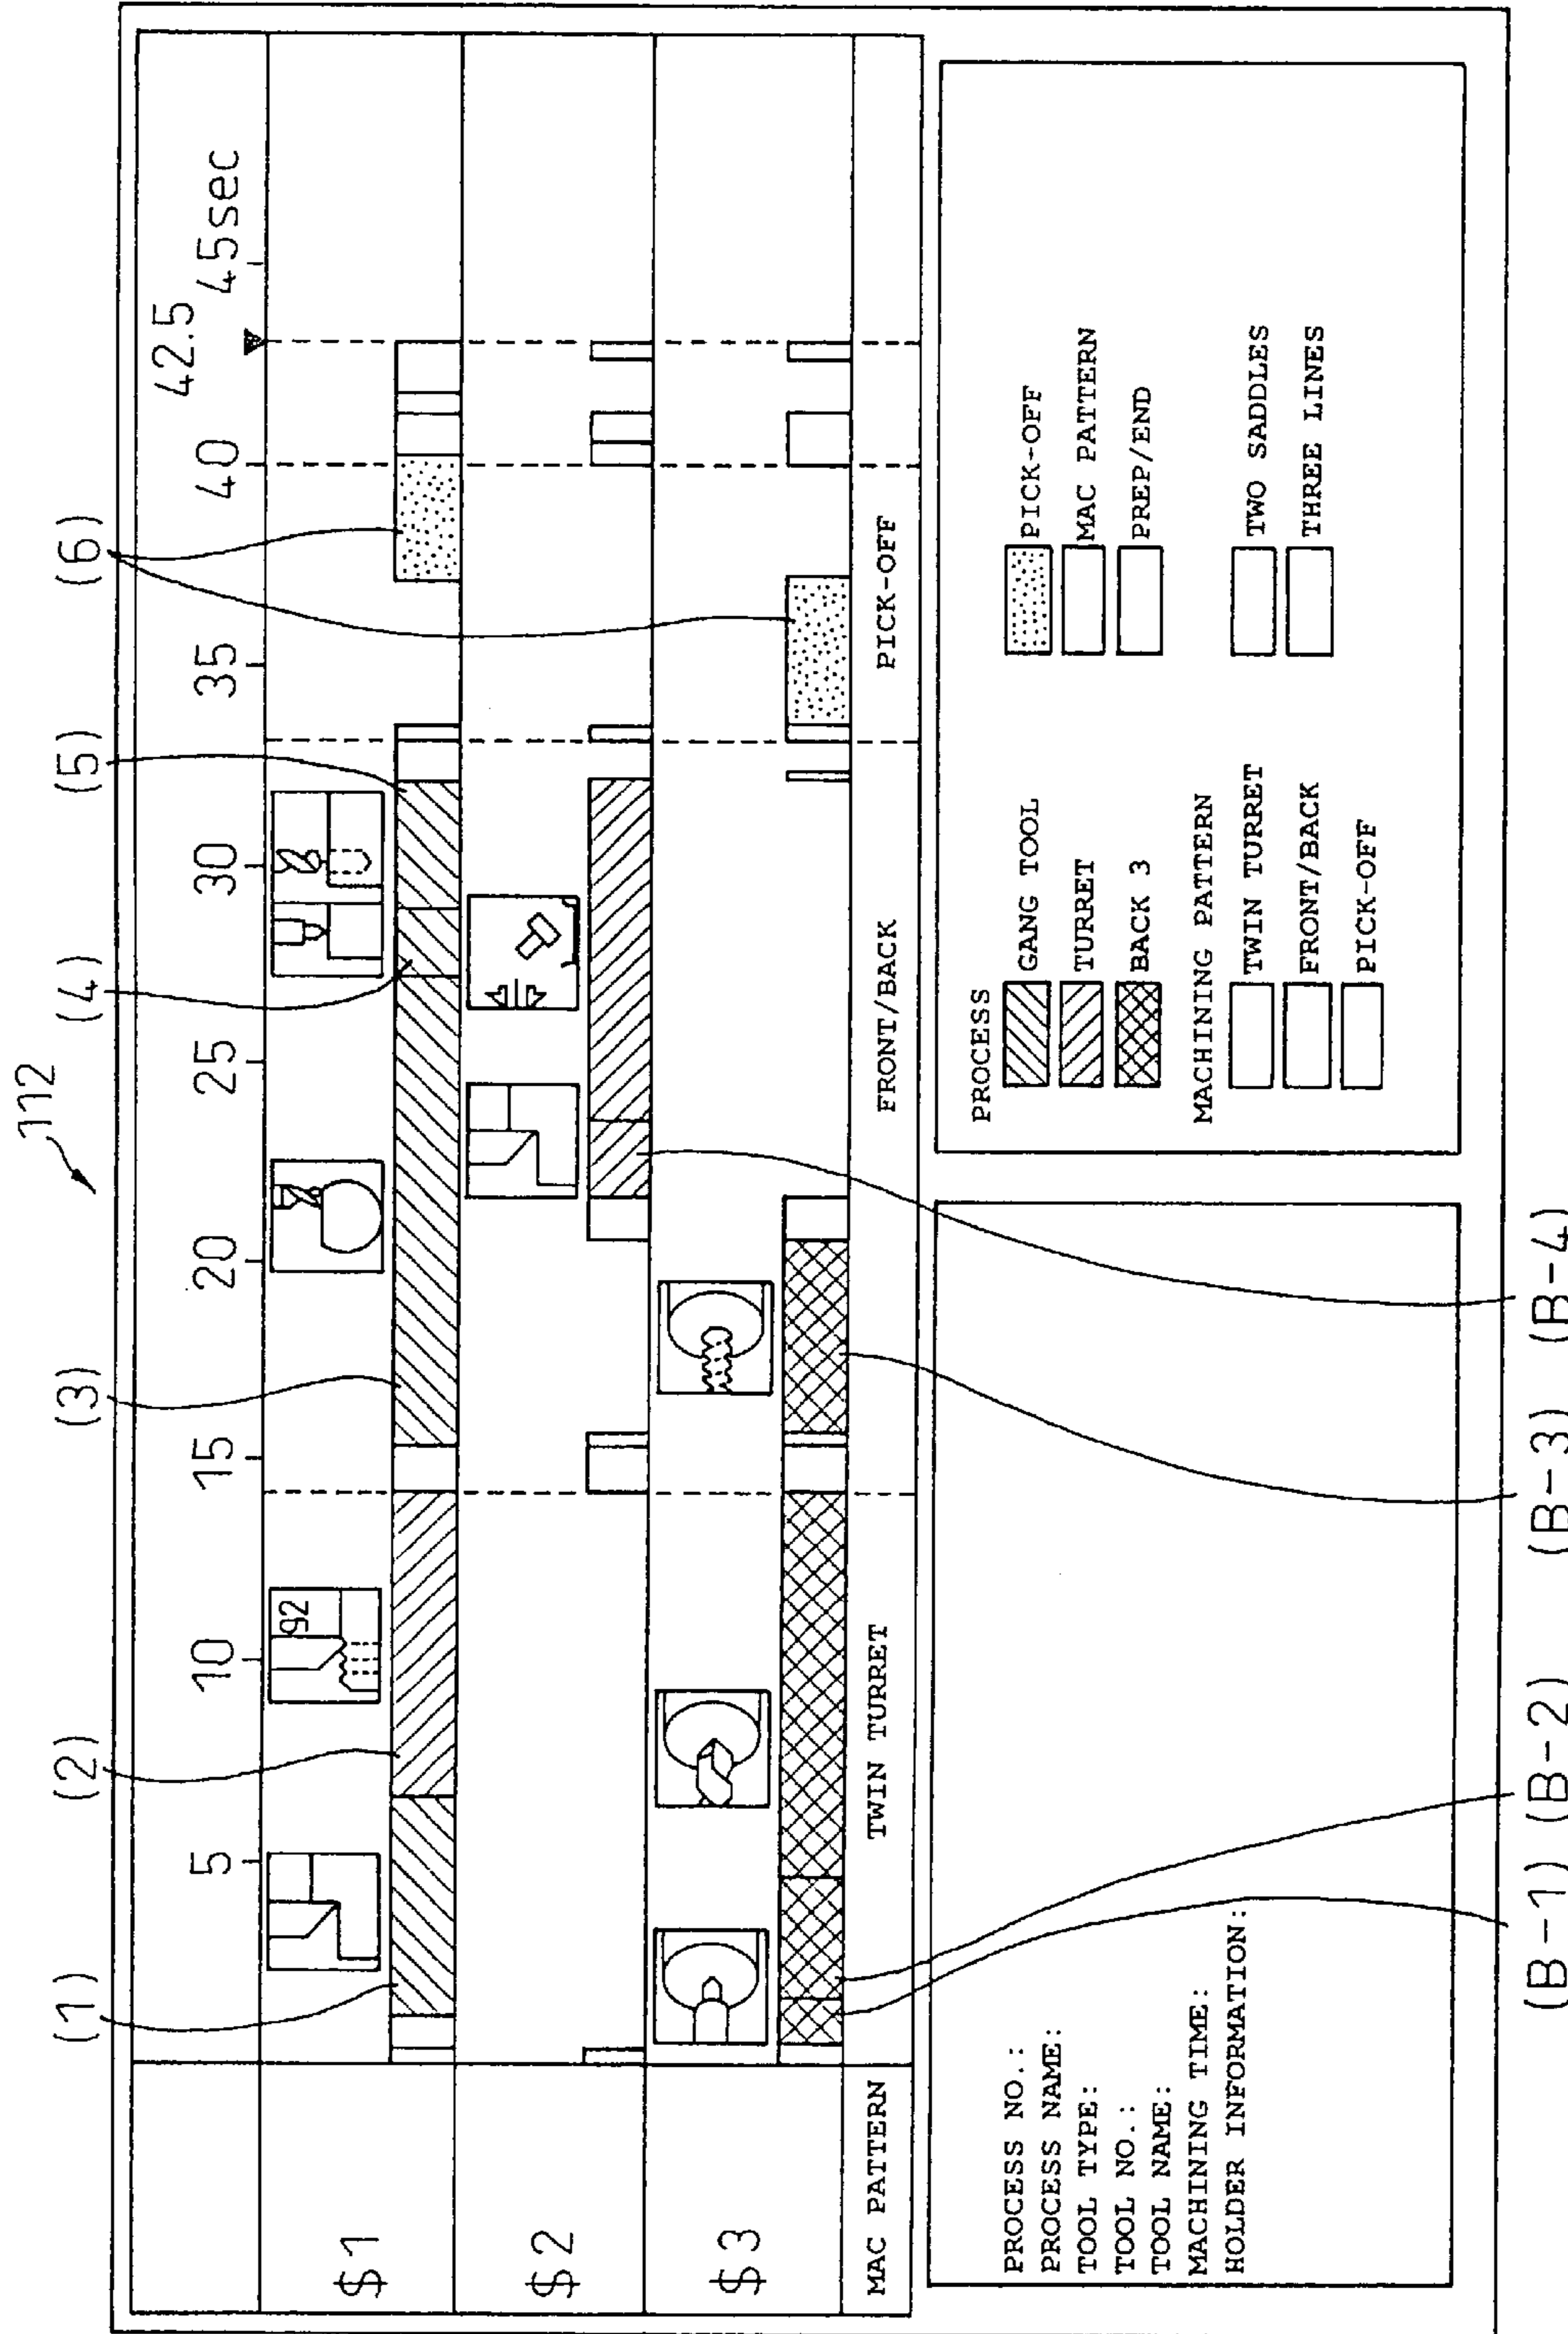 112
(1) (2) (3) (4) (5) (6)
42.5
5 10 15 20 25 30 35 40 45sec
$1
92
$2
$3
MAC PATTERN TWIN TURRET FRONT/BACK PICK-OFF
PROCESS NO.:
PROCESS NAME:
TOOL TYPE:
TOOL NO.:
TOOL NAME:
MACHINING TIME:
HOLDER INFORMATION:
PROCESS
GANG TOOL PICK-OFF
TURRET MAC PATTERN
BACK 3 PREP/END
MACHINING PATTERN
TWIN TURRET TWO SADDLES
FRONT/BACK THREE LINES
PICK-OFF
(B-1) (B-2) (B-3) (B-4)